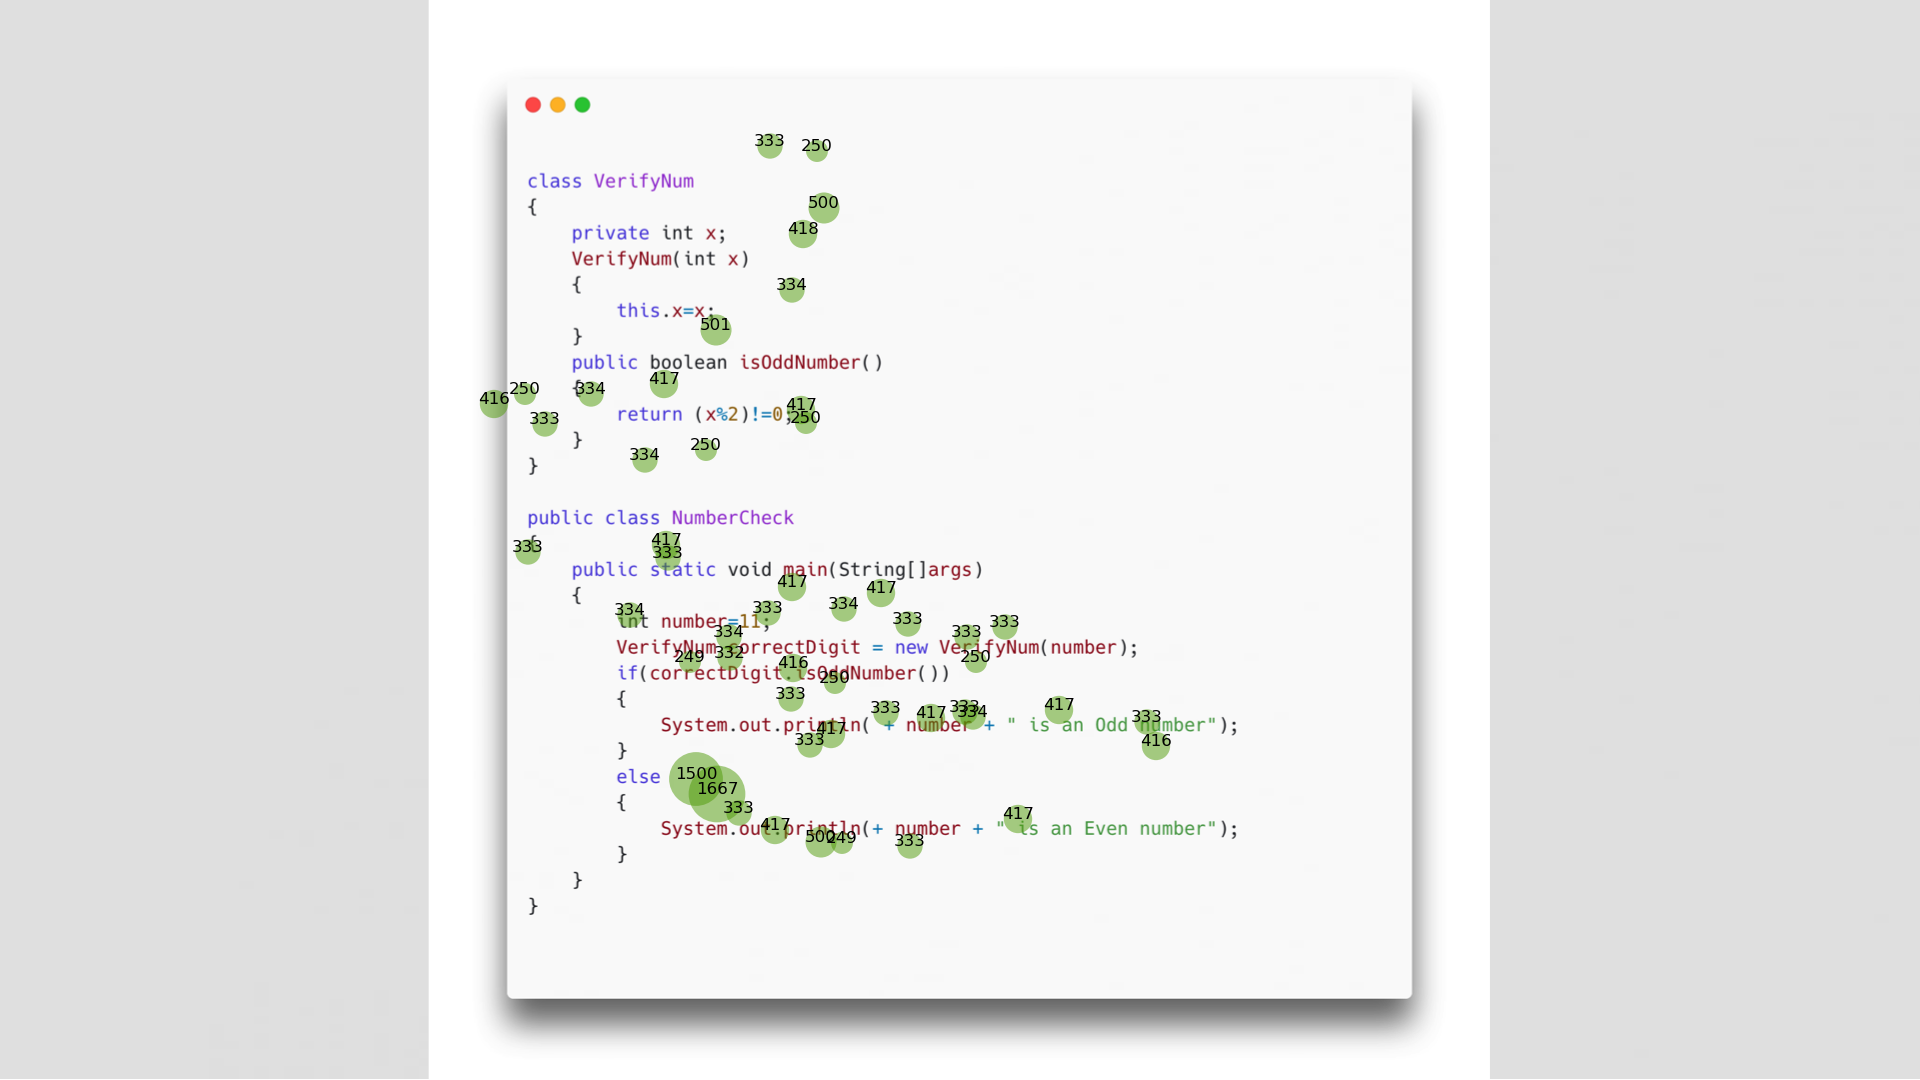 333 250
class VerifyNum
{
500
private int x;
418
VerifyNum(int x)
{
334
this.x=x;
501
}
public boolean isOddNumber()
{
416 250 334 417
333
return (x%2)!=0;
417
250
}
334 250
}
public class NumberCheck
{
333 417
333
public static void main(String[]args)
417 417
{
334 333 334 333 333 333
int number=11;
334
VerifyNum correctDigit = new VerifyNum(number);
249 332 416 250
if(correctDigit.isOddNumber())
250
{
333 333 417 333 334 417 333
System.out.println( + number + " is an Odd number");
333 417 416
}
else
1500
1667
{
333
System.out.println(+ number + " is an Even number");
417 500 249 333 417
}
}
}